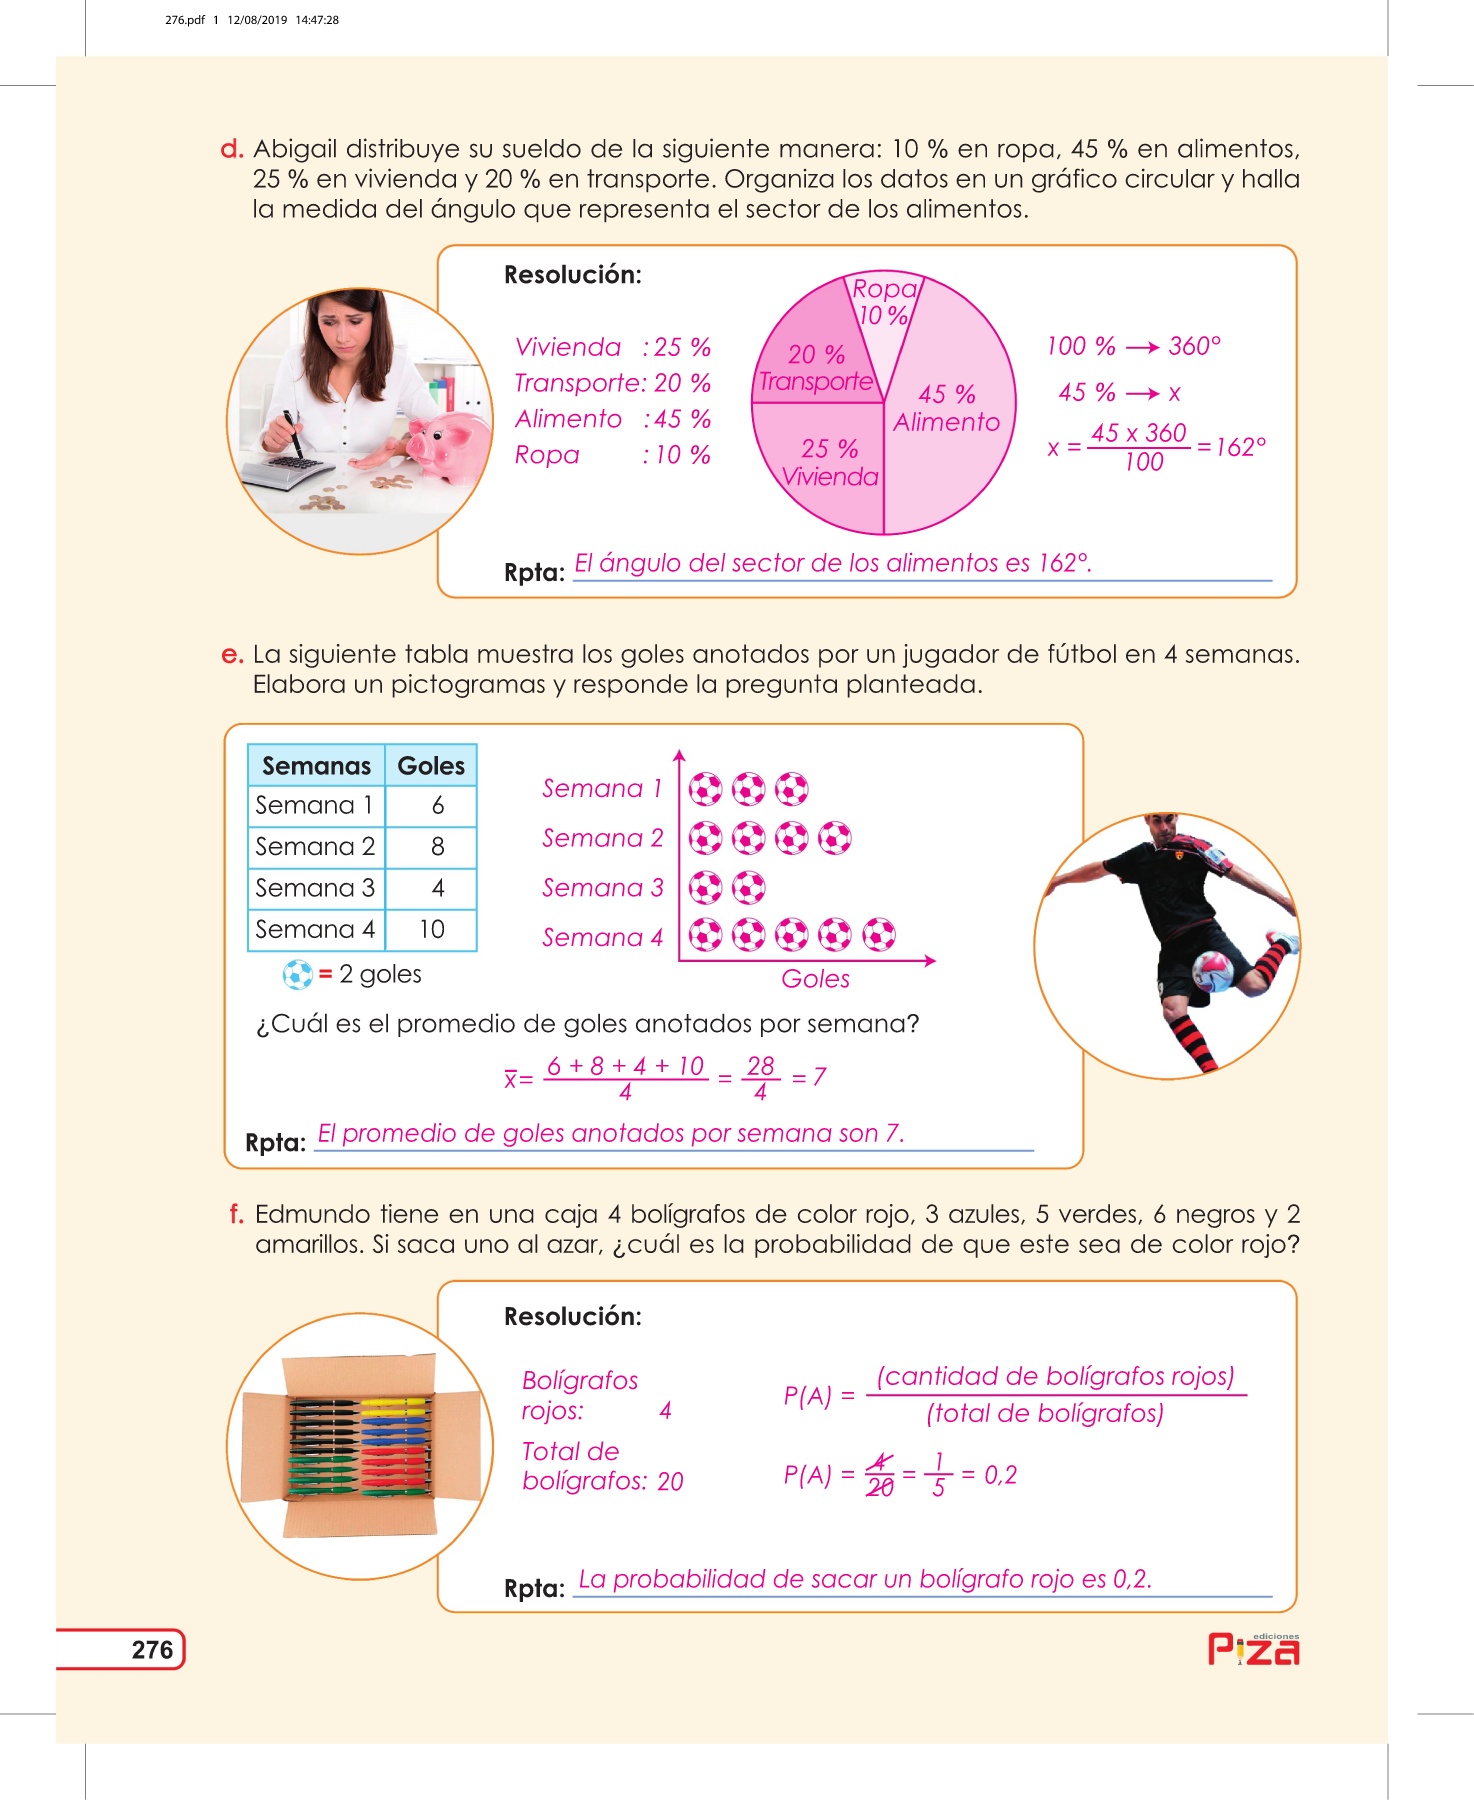 276.pdf 1 12/08/2019 14:47:28
d. Abigail distribuye su sueldo de la siguiente manera: 10 % en ropa, 45 % en alimentos,
25 % en vivienda y 20 % en transporte. Organiza los datos en un gráfico circular y halla
la medida del ángulo que representa el sector de los alimentos.
Resolución:
Vivienda : 25 %
Transporte: 20 %
Alimento : 45 %
Ropa : 10 %
Ropa
10 %
20 %
Transporte
45 %
Alimento
25 %
Vivienda
100 % → 360°
45 % → x
x = 45 x 360 / 100 = 162°
Rpta: El ángulo del sector de los alimentos es 162°.
e. La siguiente tabla muestra los goles anotados por un jugador de fútbol en 4 semanas.
Elabora un pictogramas y responde la pregunta planteada.
Semanas Goles
Semana 1 6
Semana 2 8
Semana 3 4
Semana 4 10
= 2 goles
Semana 1
Semana 2
Semana 3
Semana 4
Goles
¿Cuál es el promedio de goles anotados por semana?
x̅ = 6 + 8 + 4 + 10 / 4 = 28 / 4 = 7
Rpta: El promedio de goles anotados por semana son 7.
f. Edmundo tiene en una caja 4 bolígrafos de color rojo, 3 azules, 5 verdes, 6 negros y 2
amarillos. Si saca uno al azar, ¿cuál es la probabilidad de que este sea de color rojo?
Resolución:
Bolígrafos
rojos: 4
Total de
bolígrafos: 20
P(A) = (cantidad de bolígrafos rojos) / (total de bolígrafos)
P(A) = 4 / 20 = 1 / 5 = 0,2
Rpta: La probabilidad de sacar un bolígrafo rojo es 0,2.
276
ediciones
Piza